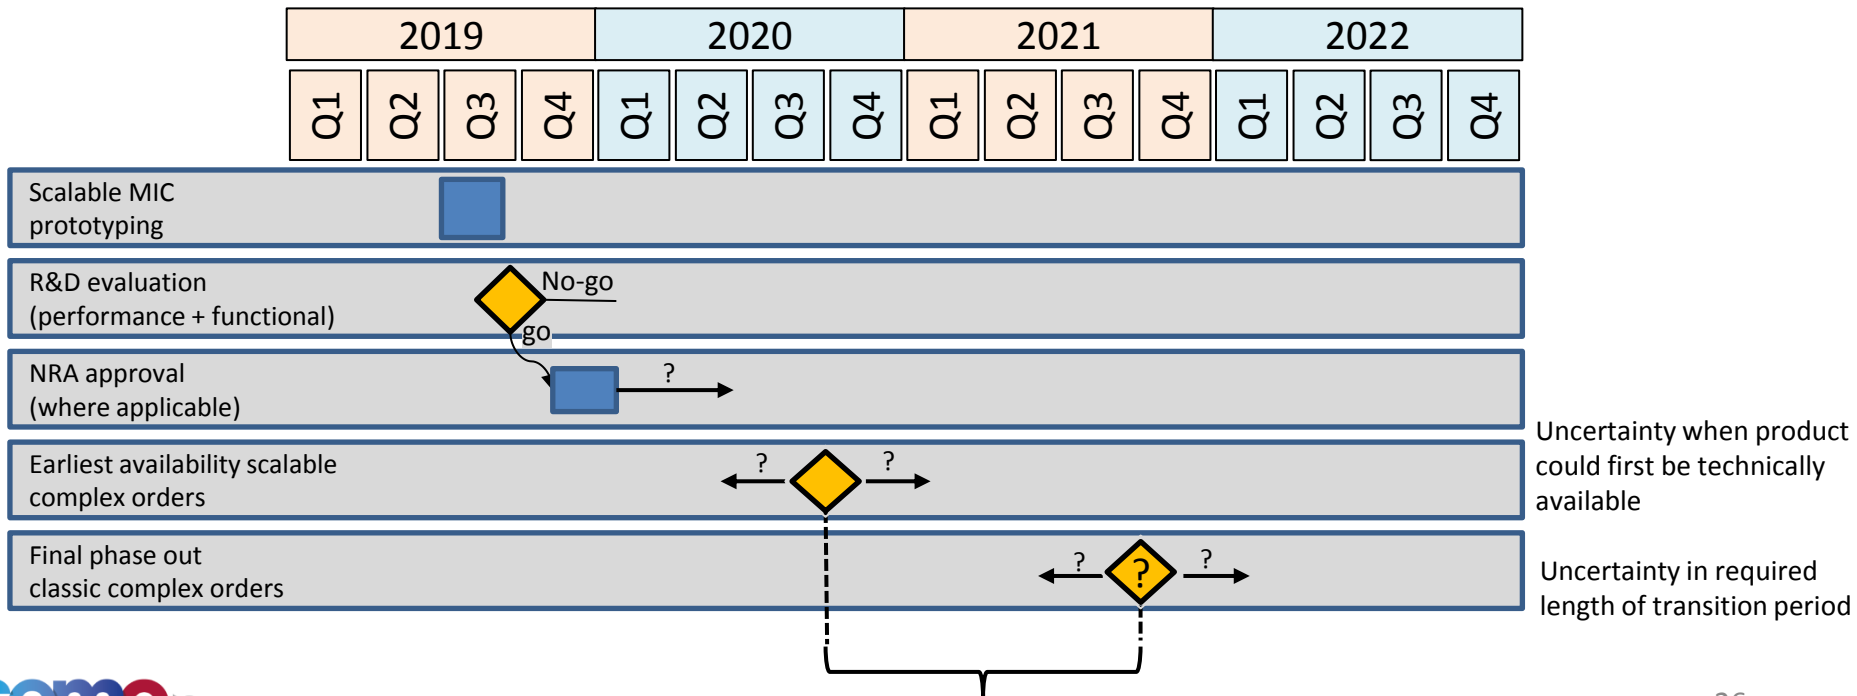 2019 2020 2021 2022
Q1 Q2 Q3 Q4 Q1 Q2 Q3 Q4 Q1 Q2 Q3 Q4 Q1 Q2 Q3 Q4
Scalable MIC
prototyping
R&D evaluation
(performance + functional)
No-go
go
NRA approval
(where applicable)
?
Earliest availability scalable
complex orders
? ?
Uncertainty when product
could first be technically
available
Final phase out
classic complex orders
? ? ?
Uncertainty in required
length of transition period